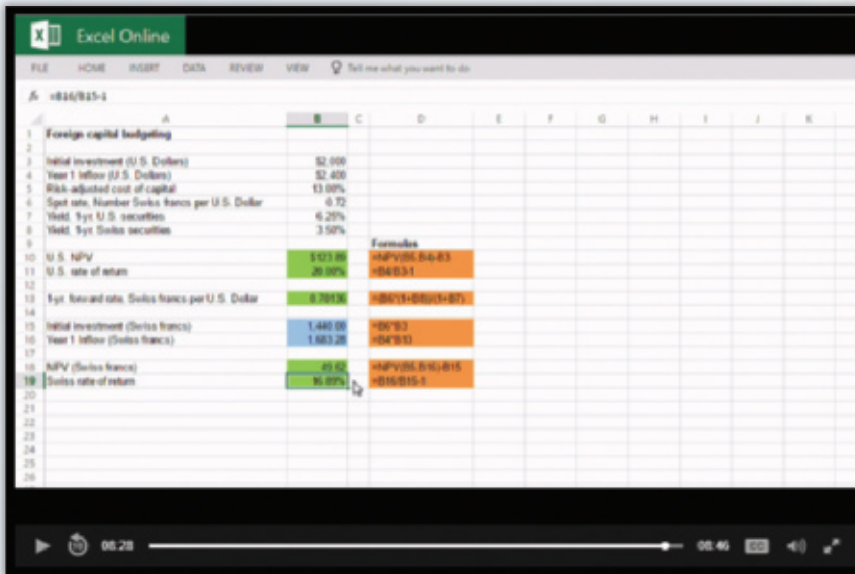 Excel Online
FILE HOME INSERT DATA REVIEW VIEW Tell me what you want to do
fx =B16/B15-1
A B C D E F G H I J K
1 Foreign capital budgeting
2
3 Initial investment (U.S. Dollars) $2,000
4 Year 1 Inflow (U.S. Dollars) $2,400
5 Risk-adjusted cost of capital 13.00%
6 Spot rate, Number Swiss francs per U.S. Dollar 0.72
7 Yield, 1-yr. U.S. securities 6.25%
8 Yield, 1-yr. Swiss securities 3.50%
9 Formulas
10 U.S. NPV $123.89 =NPV(B5,B4)-B3
11 U.S. rate of return 20.00% =B4/B3-1
12
13 1-yr. forward rate, Swiss francs per U.S. Dollar 0.70136 =(B6*(1+B8))/(1+B7)
14
15 Initial investment (Swiss francs) 1,440.00 =B6*B3
16 Year 1 Inflow (Swiss francs) 1,683.28 =B4*B13
17
18 NPV (Swiss francs) 49.62 =NPV(B5,B16)-B15
19 Swiss rate of return 16.89% =B16/B15-1
20
21
22
23
24
25
26
10 08:28 08:46 CC